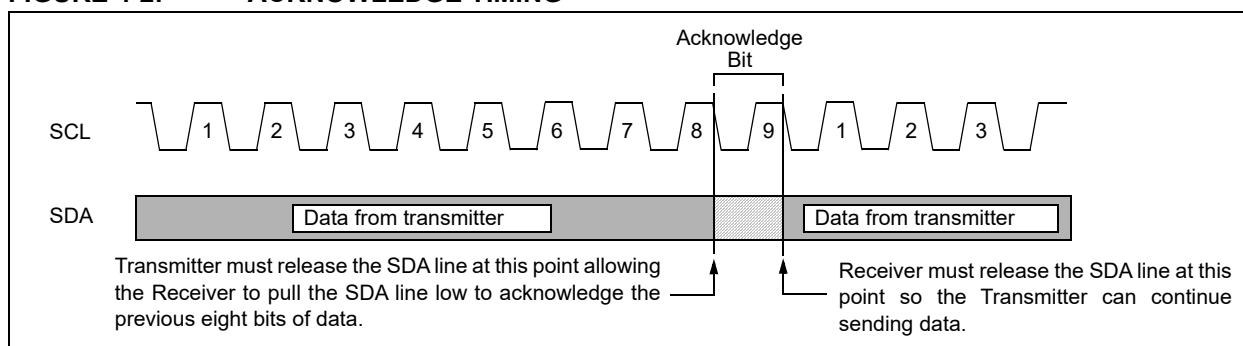 FIGURE 4-2: ACKNOWLEDGE TIMING
Acknowledge
Bit
SCL
1 2 3 4 5 6 7 8 9 1 2 3
SDA
Data from transmitter
Data from transmitter
Transmitter must release the SDA line at this point allowing
the Receiver to pull the SDA line low to acknowledge the
previous eight bits of data.
Receiver must release the SDA line at this
point so the Transmitter can continue
sending data.